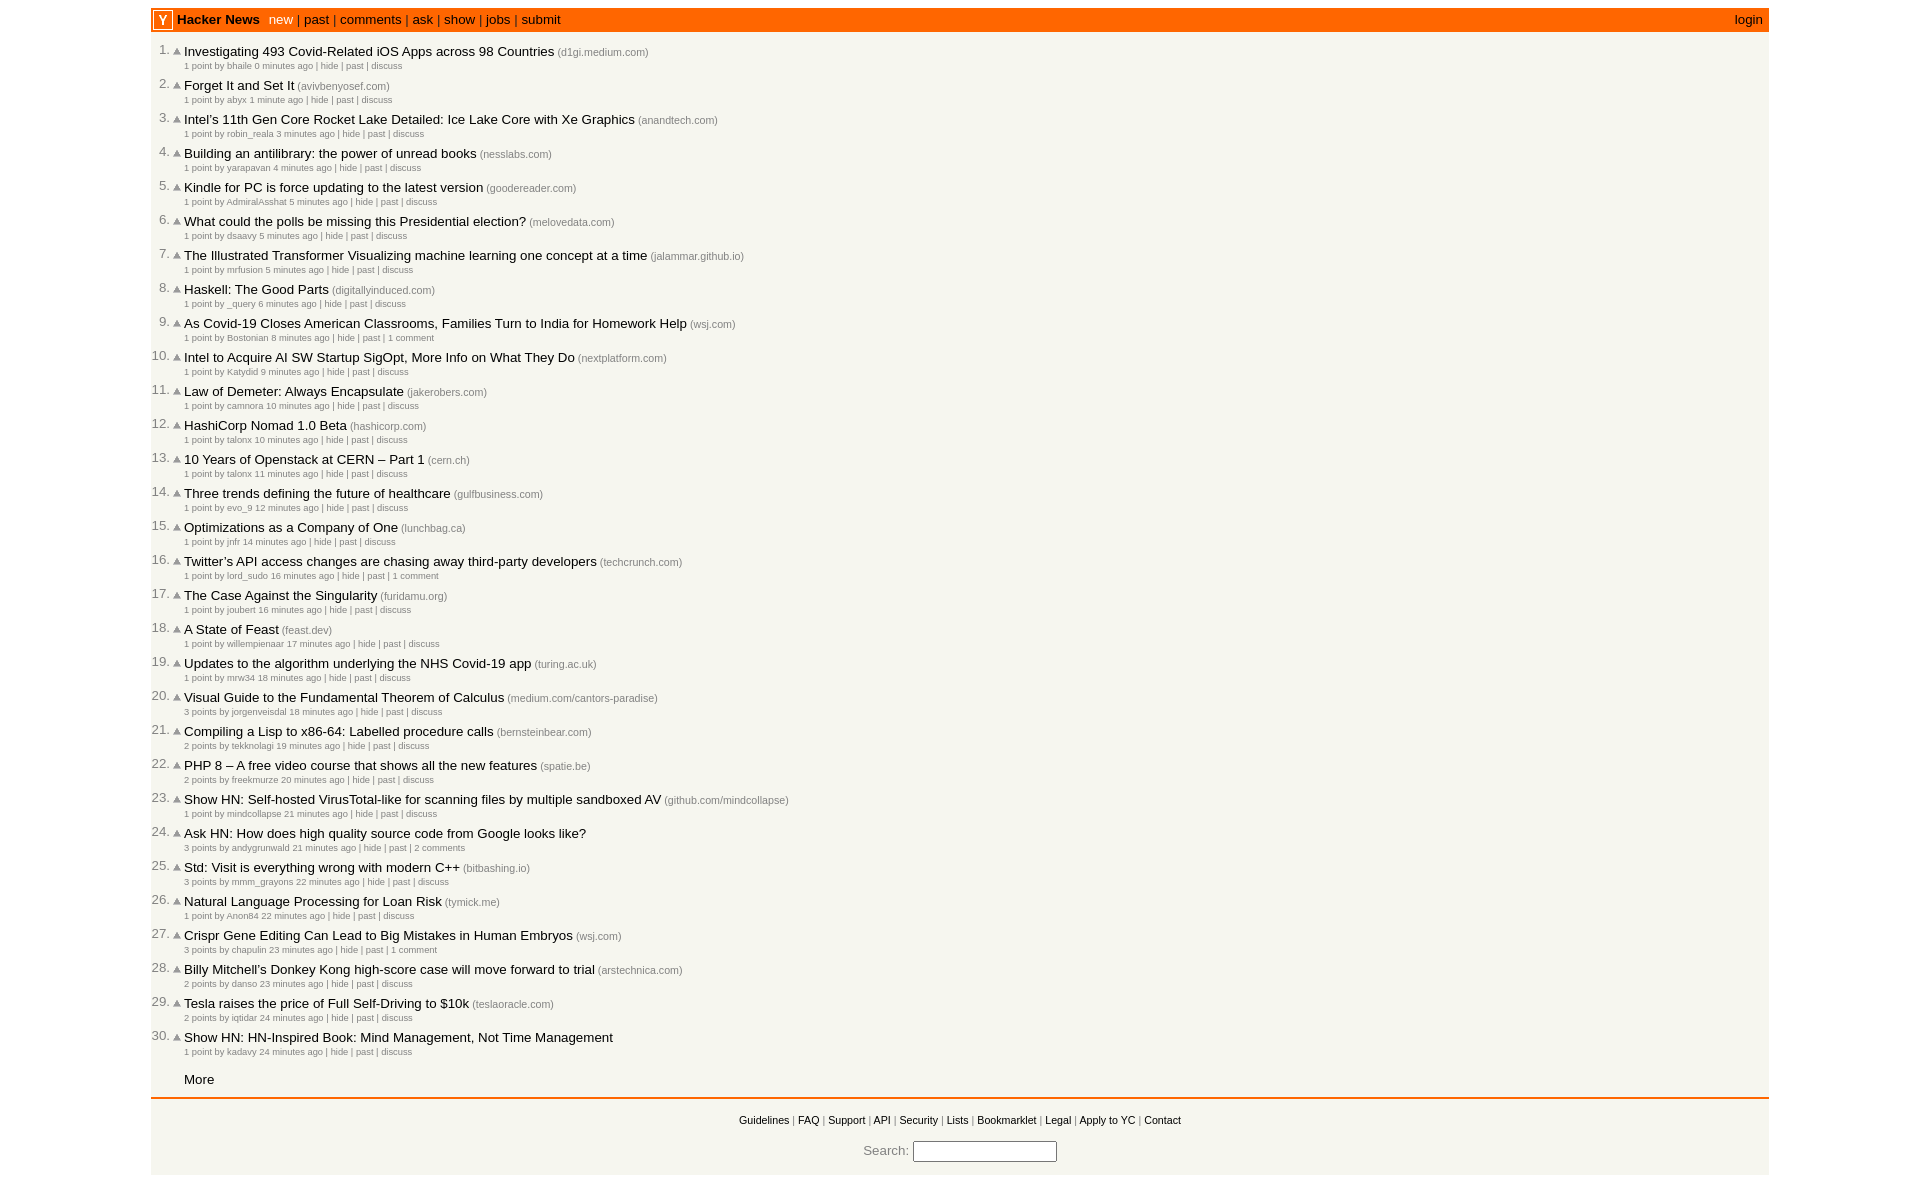 Y Hacker News new | past | comments | ask | show | jobs | submit login
1. Investigating 493 Covid-Related iOS Apps across 98 Countries (d1gi.medium.com)
1 point by bhaile 0 minutes ago | hide | past | discuss
2. Forget It and Set It (avivbenyosef.com)
1 point by abyx 1 minute ago | hide | past | discuss
3. Intel’s 11th Gen Core Rocket Lake Detailed: Ice Lake Core with Xe Graphics (anandtech.com)
1 point by robin_reala 3 minutes ago | hide | past | discuss
4. Building an antilibrary: the power of unread books (nesslabs.com)
1 point by yarapavan 4 minutes ago | hide | past | discuss
5. Kindle for PC is force updating to the latest version (goodereader.com)
1 point by AdmiralAsshat 5 minutes ago | hide | past | discuss
6. What could the polls be missing this Presidential election? (melovedata.com)
1 point by dsaavy 5 minutes ago | hide | past | discuss
7. The Illustrated Transformer Visualizing machine learning one concept at a time (jalammar.github.io)
1 point by mrfusion 5 minutes ago | hide | past | discuss
8. Haskell: The Good Parts (digitallyinduced.com)
1 point by _query 6 minutes ago | hide | past | discuss
9. As Covid-19 Closes American Classrooms, Families Turn to India for Homework Help (wsj.com)
1 point by Bostonian 8 minutes ago | hide | past | 1 comment
10. Intel to Acquire AI SW Startup SigOpt, More Info on What They Do (nextplatform.com)
1 point by Katydid 9 minutes ago | hide | past | discuss
11. Law of Demeter: Always Encapsulate (jakerobers.com)
1 point by camnora 10 minutes ago | hide | past | discuss
12. HashiCorp Nomad 1.0 Beta (hashicorp.com)
1 point by talonx 10 minutes ago | hide | past | discuss
13. 10 Years of Openstack at CERN – Part 1 (cern.ch)
1 point by talonx 11 minutes ago | hide | past | discuss
14. Three trends defining the future of healthcare (gulfbusiness.com)
1 point by evo_9 12 minutes ago | hide | past | discuss
15. Optimizations as a Company of One (lunchbag.ca)
1 point by jnfr 14 minutes ago | hide | past | discuss
16. Twitter’s API access changes are chasing away third-party developers (techcrunch.com)
1 point by lord_sudo 16 minutes ago | hide | past | 1 comment
17. The Case Against the Singularity (furidamu.org)
1 point by joubert 16 minutes ago | hide | past | discuss
18. A State of Feast (feast.dev)
1 point by willempienaar 17 minutes ago | hide | past | discuss
19. Updates to the algorithm underlying the NHS Covid-19 app (turing.ac.uk)
1 point by mrw34 18 minutes ago | hide | past | discuss
20. Visual Guide to the Fundamental Theorem of Calculus (medium.com/cantors-paradise)
3 points by jorgenveisdal 18 minutes ago | hide | past | discuss
21. Compiling a Lisp to x86-64: Labelled procedure calls (bernsteinbear.com)
2 points by tekknolagi 19 minutes ago | hide | past | discuss
22. PHP 8 – A free video course that shows all the new features (spatie.be)
2 points by freekmurze 20 minutes ago | hide | past | discuss
23. Show HN: Self-hosted VirusTotal-like for scanning files by multiple sandboxed AV (github.com/mindcollapse)
1 point by mindcollapse 21 minutes ago | hide | past | discuss
24. Ask HN: How does high quality source code from Google looks like?
3 points by andygrunwald 21 minutes ago | hide | past | 2 comments
25. Std: Visit is everything wrong with modern C++ (bitbashing.io)
3 points by mmm_grayons 22 minutes ago | hide | past | discuss
26. Natural Language Processing for Loan Risk (tymick.me)
1 point by Anon84 22 minutes ago | hide | past | discuss
27. Crispr Gene Editing Can Lead to Big Mistakes in Human Embryos (wsj.com)
3 points by chapulin 23 minutes ago | hide | past | 1 comment
28. Billy Mitchell’s Donkey Kong high-score case will move forward to trial (arstechnica.com)
2 points by danso 23 minutes ago | hide | past | discuss
29. Tesla raises the price of Full Self-Driving to $10k (teslaoracle.com)
2 points by iqtidar 24 minutes ago | hide | past | discuss
30. Show HN: HN-Inspired Book: Mind Management, Not Time Management
1 point by kadavy 24 minutes ago | hide | past | discuss
More
Guidelines | FAQ | Support | API | Security | Lists | Bookmarklet | Legal | Apply to YC | Contact
Search: